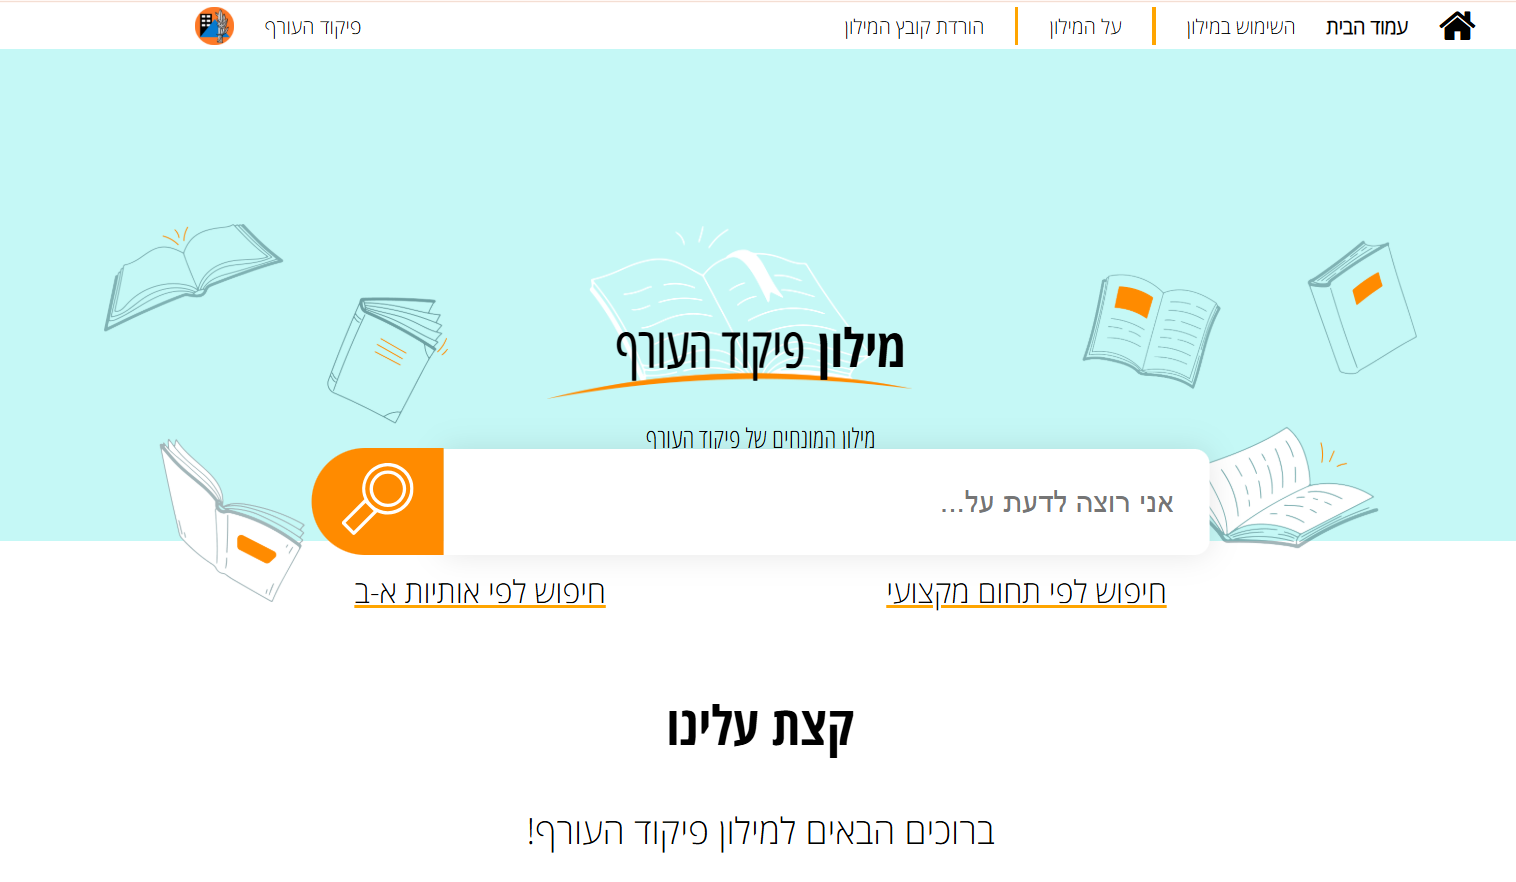 עמוד הבית
השימוש במילון
על המילון
הורדת קובץ המילון
פיקוד העורף
מילון פיקוד העורף
מילון המונחים של פיקוד העורף
אני רוצה לדעת על...
חיפוש לפי תחום מקצועי
חיפוש לפי אותיות א-ב
קצת עלינו
ברוכים הבאים למילון פיקוד העורף!